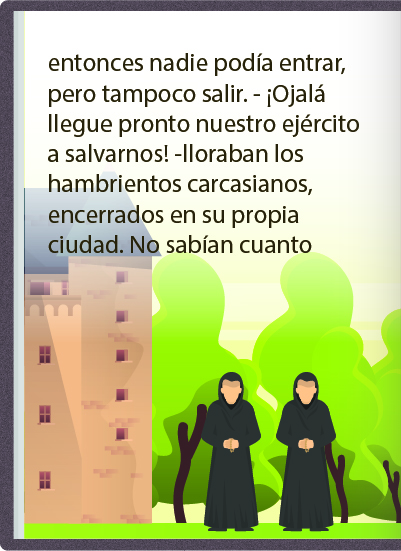 entonces nadie podía entrar,
pero tampoco salir. - ¡Ojalá
llegue pronto nuestro ejército
a salvarnos! -lloraban los
hambrientos carcasianos,
encerrados en su propia
ciudad. No sabían cuanto